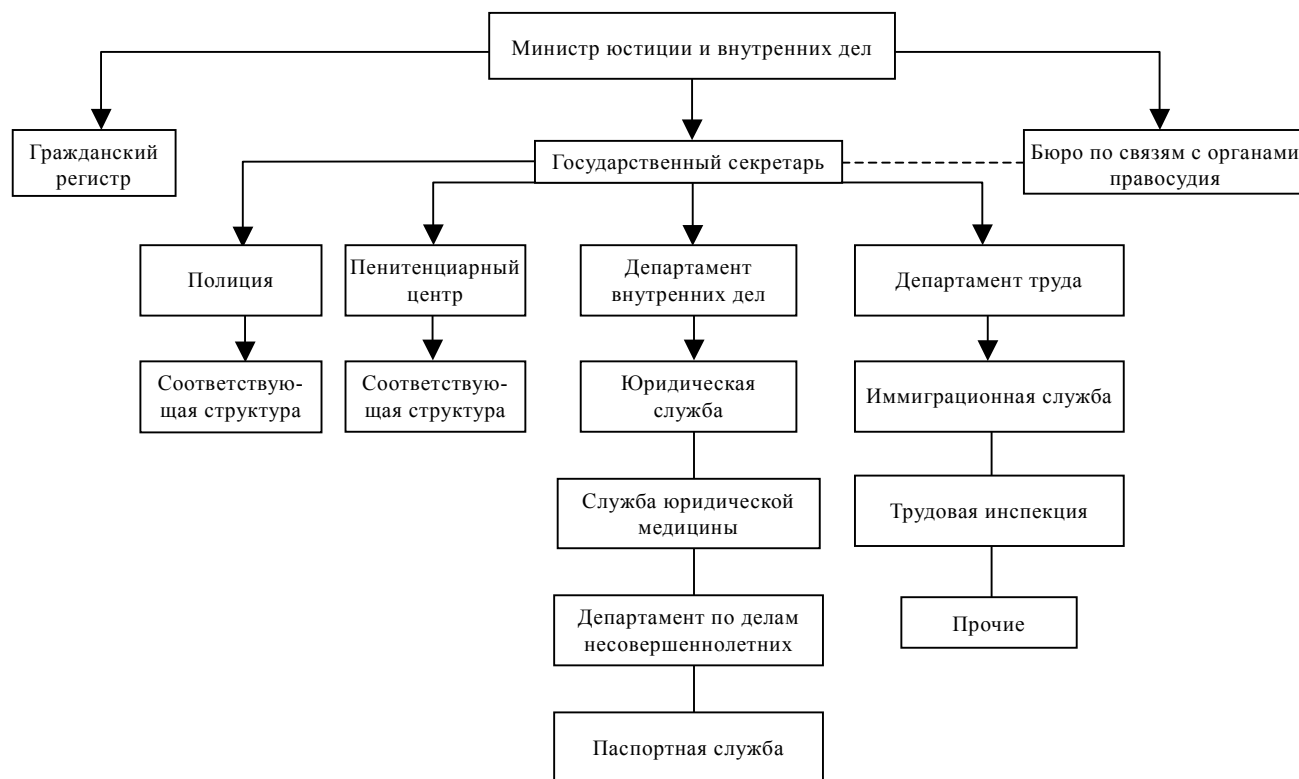 Министр юстиции и внутренних дел
Гражданский
регистр
Государственный секретарь
Бюро по связям с органами
правосудия
Полиция
Пенитенциарный
центр
Департамент
внутренних дел
Департамент труда
Соответствую-
щая структура
Соответствую-
щая структура
Юридическая
служба
Иммиграционная служба
Служба юридической
медицины
Трудовая инспекция
Департамент по делам
несовершеннолетних
Прочие
Паспортная служба